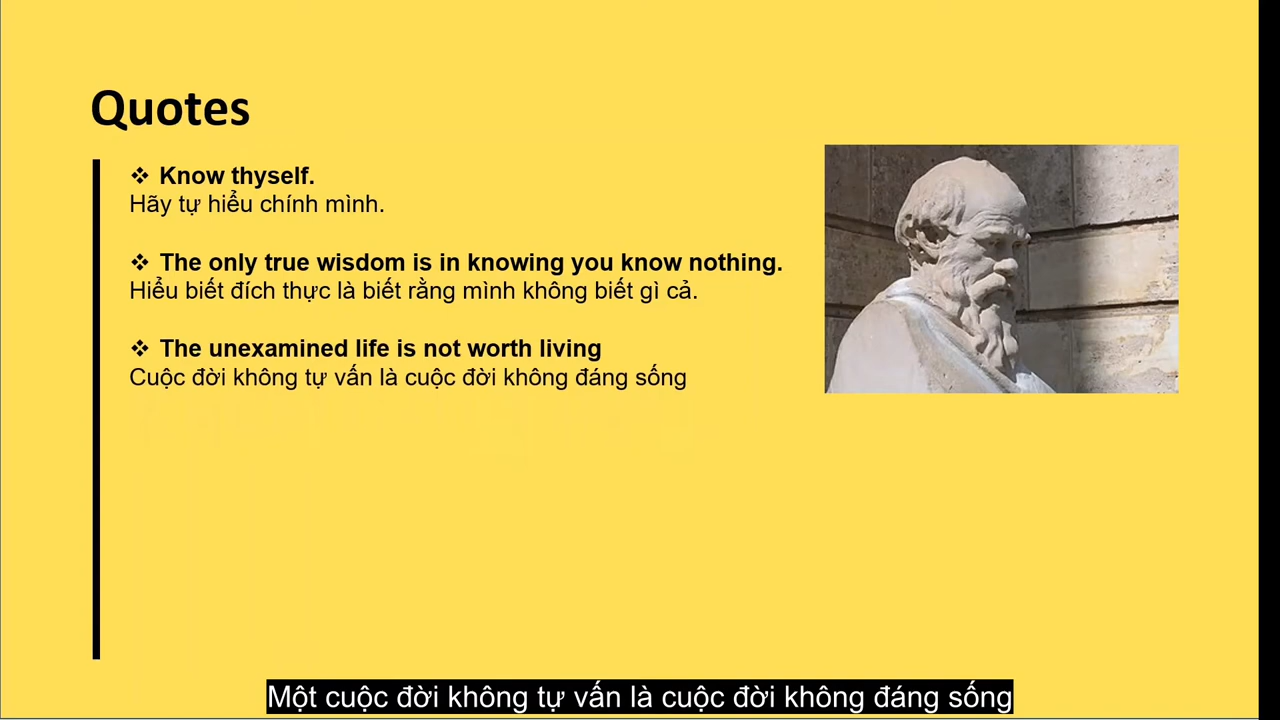 Quotes
❖ Know thyself.
Hãy tự hiểu chính mình.
❖ The only true wisdom is in knowing you know nothing.
Hiểu biết đích thực là biết rằng mình không biết gì cả.
❖ The unexamined life is not worth living
Cuộc đời không tự vấn là cuộc đời không đáng sống
Một cuộc đời không tự vấn là cuộc đời không đáng sống